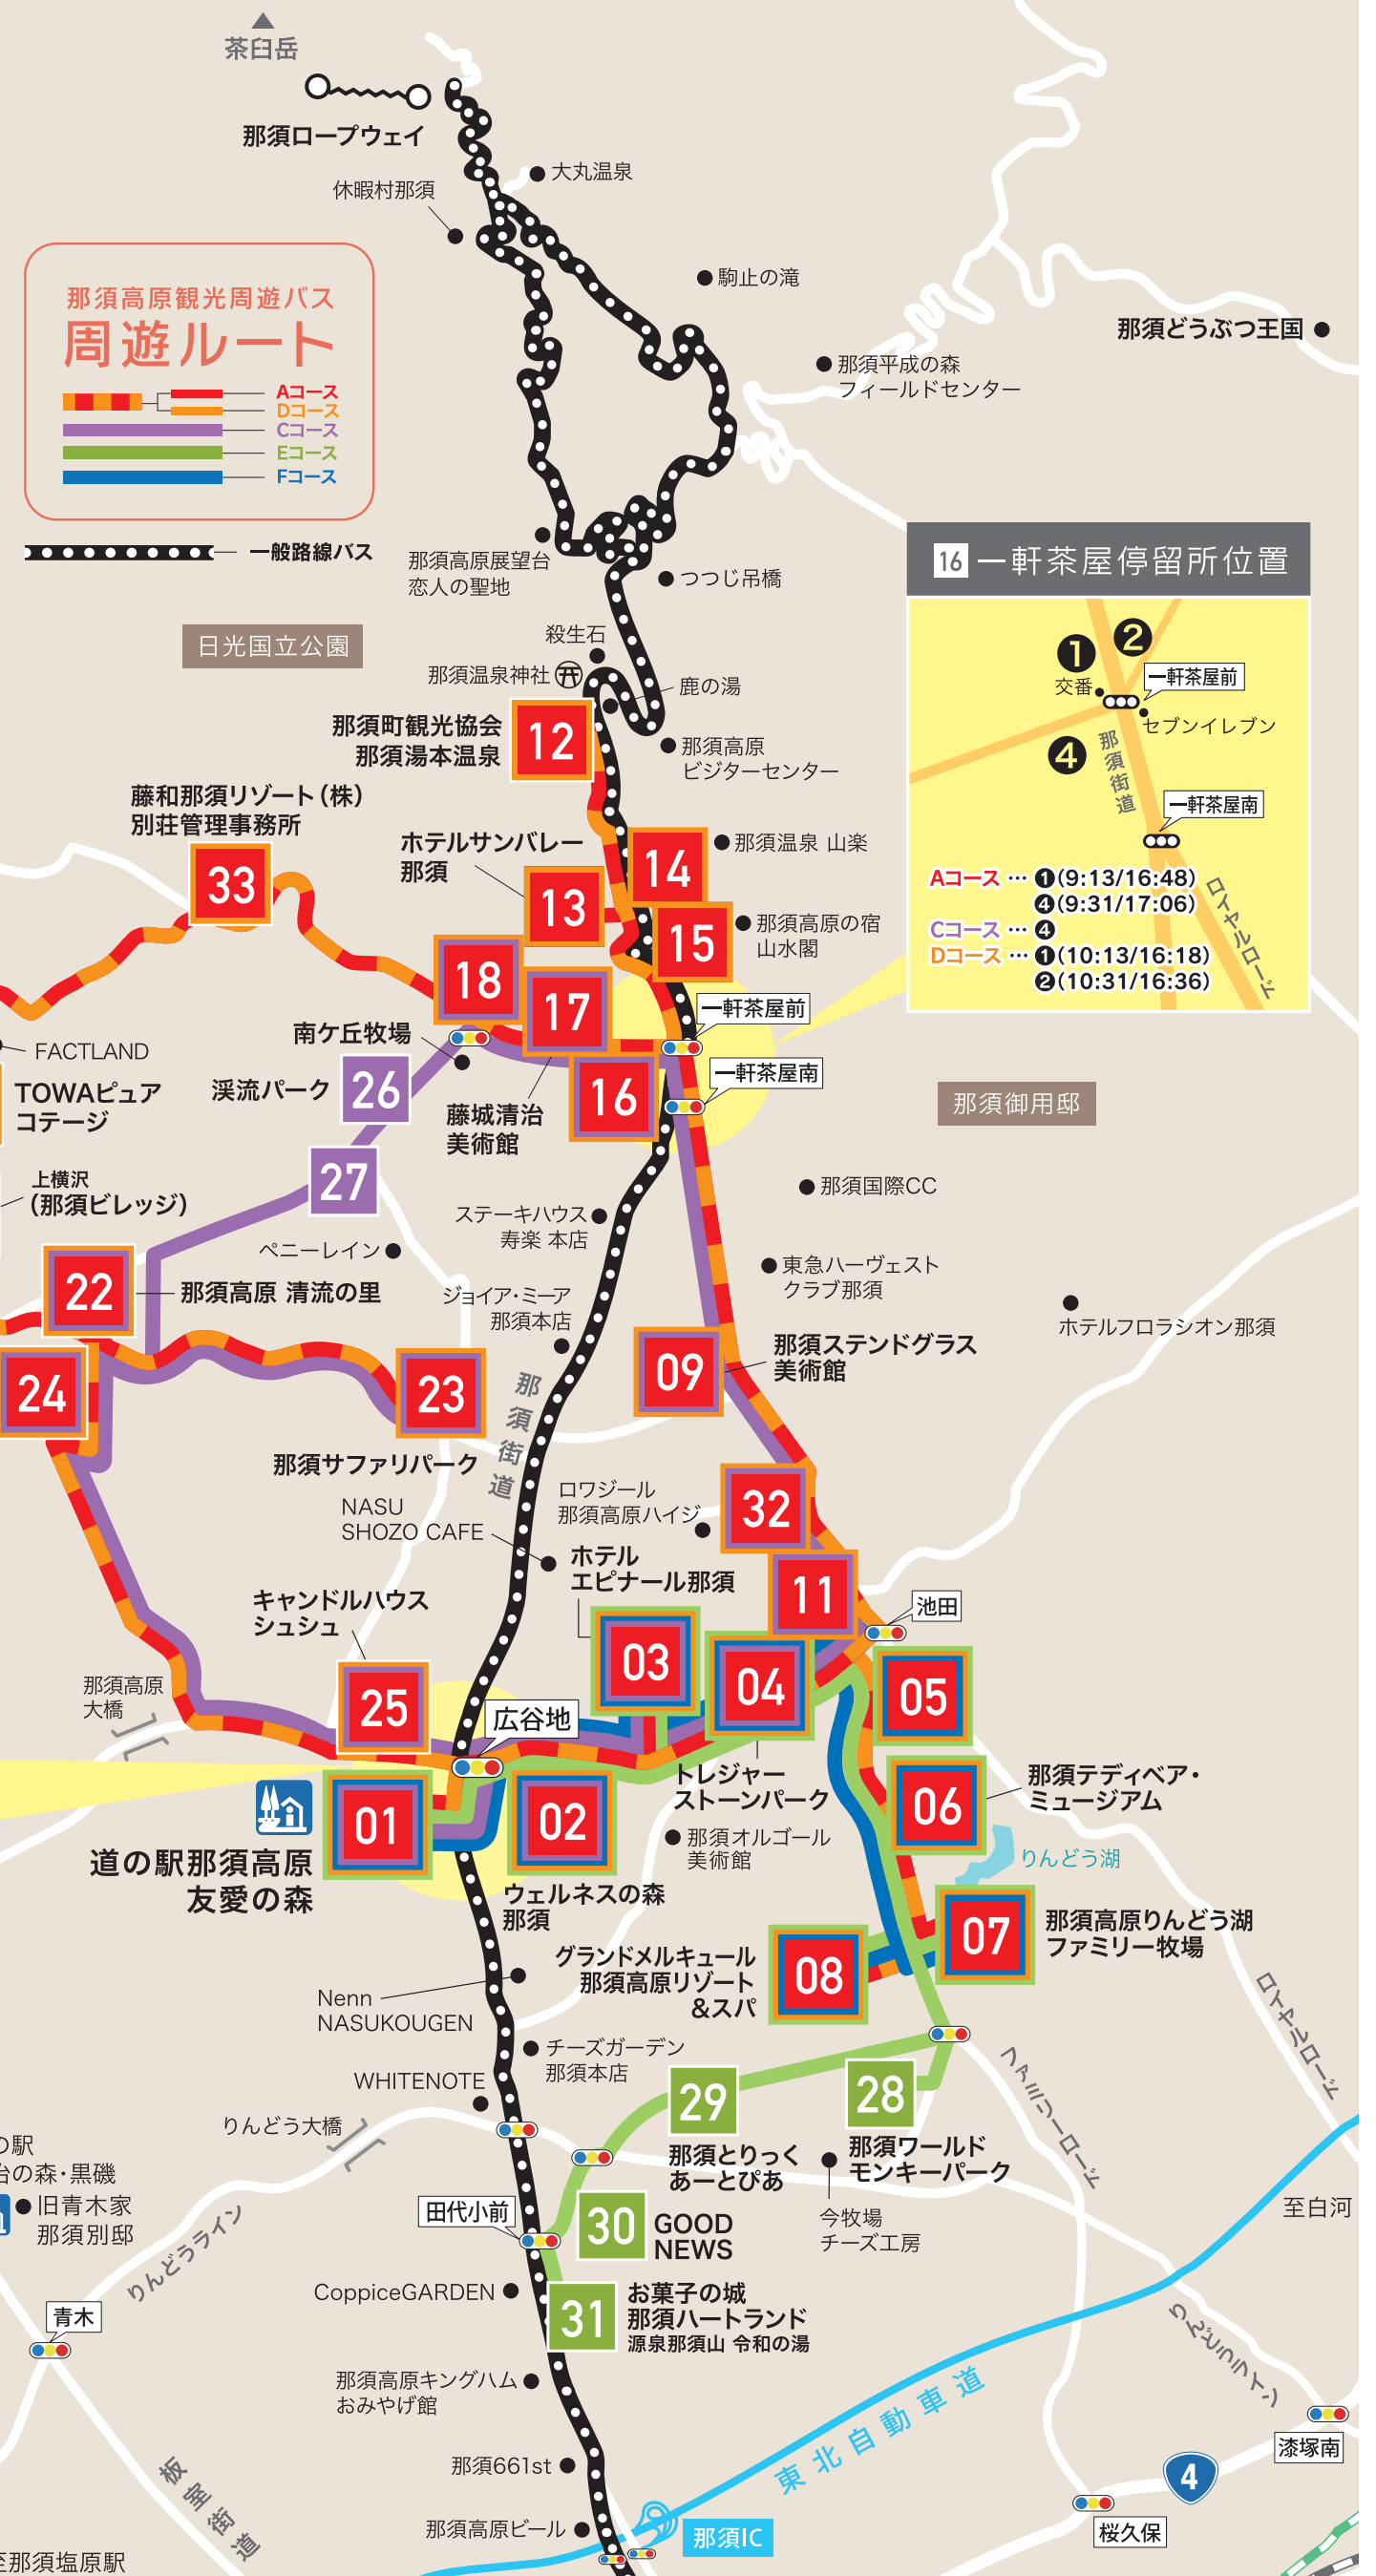 茶臼岳
那須ロープウェイ
大丸温泉
休暇村那須
那須高原観光周遊バス
周遊ルート
Aコース
Dコース
Cコース
Eコース
Fコース
一般路線バス
駒止の滝
那須どうぶつ王国
那須平成の森
フィールドセンター
那須高原展望台
恋人の聖地
つつじ吊橋
16 一軒茶屋停留所位置
1
2
交番
一軒茶屋前
セブンイレブン
4
那須街道
一軒茶屋南
ロイヤルロード
Aコース … ❶(9:13/16:48)
❹(9:31/17:06)
Cコース … ❹
Dコース … ❶(10:13/16:18)
❷(10:31/16:36)
日光国立公園
殺生石
那須温泉神社
鹿の湯
12
那須町観光協会
那須湯本温泉
那須高原
ビジターセンター
藤和那須リゾート(株)
別荘管理事務所
33
ホテルサンバレー
那須
13
14
那須温泉 山楽
15
那須高原の宿
山水閣
18
17
一軒茶屋前
南ケ丘牧場
FACTLAND
TOWAピュア
コテージ
渓流パーク
26
藤城清治
美術館
16
一軒茶屋南
那須御用邸
上横沢
(那須ビレッジ)
27
那須国際CC
ステーキハウス
寿楽 本店
ペニーレイン
東急ハーヴェスト
クラブ那須
22
那須高原 清流の里
ジョイア・ミーア
那須本店
ホテルフロラシオン那須
那須ステンドグラス
美術館
09
24
23
那須街道
那須サファリパーク
NASU
SHOZO CAFE
ロワジール
那須高原ハイジ
32
ホテル
エピナール那須
11
キャンドルハウス
シュシュ
池田
03
04
05
那須高原
大橋
25
広谷地
トレジャー
ストーンパーク
那須テディベア・
ミュージアム
06
01
02
道の駅那須高原
友愛の森
那須オルゴール
美術館
りんどう湖
ウェルネスの森
那須
07
那須高原りんどう湖
ファミリー牧場
グランドメルキュール
那須高原リゾート
&スパ
08
Nenn
NASUKOUGEN
ロイヤルロード
チーズガーデン
那須本店
WHITENOTE
29
28
ファミリーロード
りんどう大橋
那須とりっく
あーとぴあ
那須ワールド
モンキーパーク
の駅
治の森・黒磯
旧青木家
那須別邸
りんどうライン
田代小前
30
GOOD
NEWS
今牧場
チーズ工房
至白河
CoppiceGARDEN
31
お菓子の城
那須ハートランド
源泉那須山 令和の湯
青木
りんどうライン
那須高原キングハム
おみやげ館
東北自動車道
漆塚南
那須661st
板室街道
4
那須高原ビール
那須IC
桜久保
至那須塩原駅